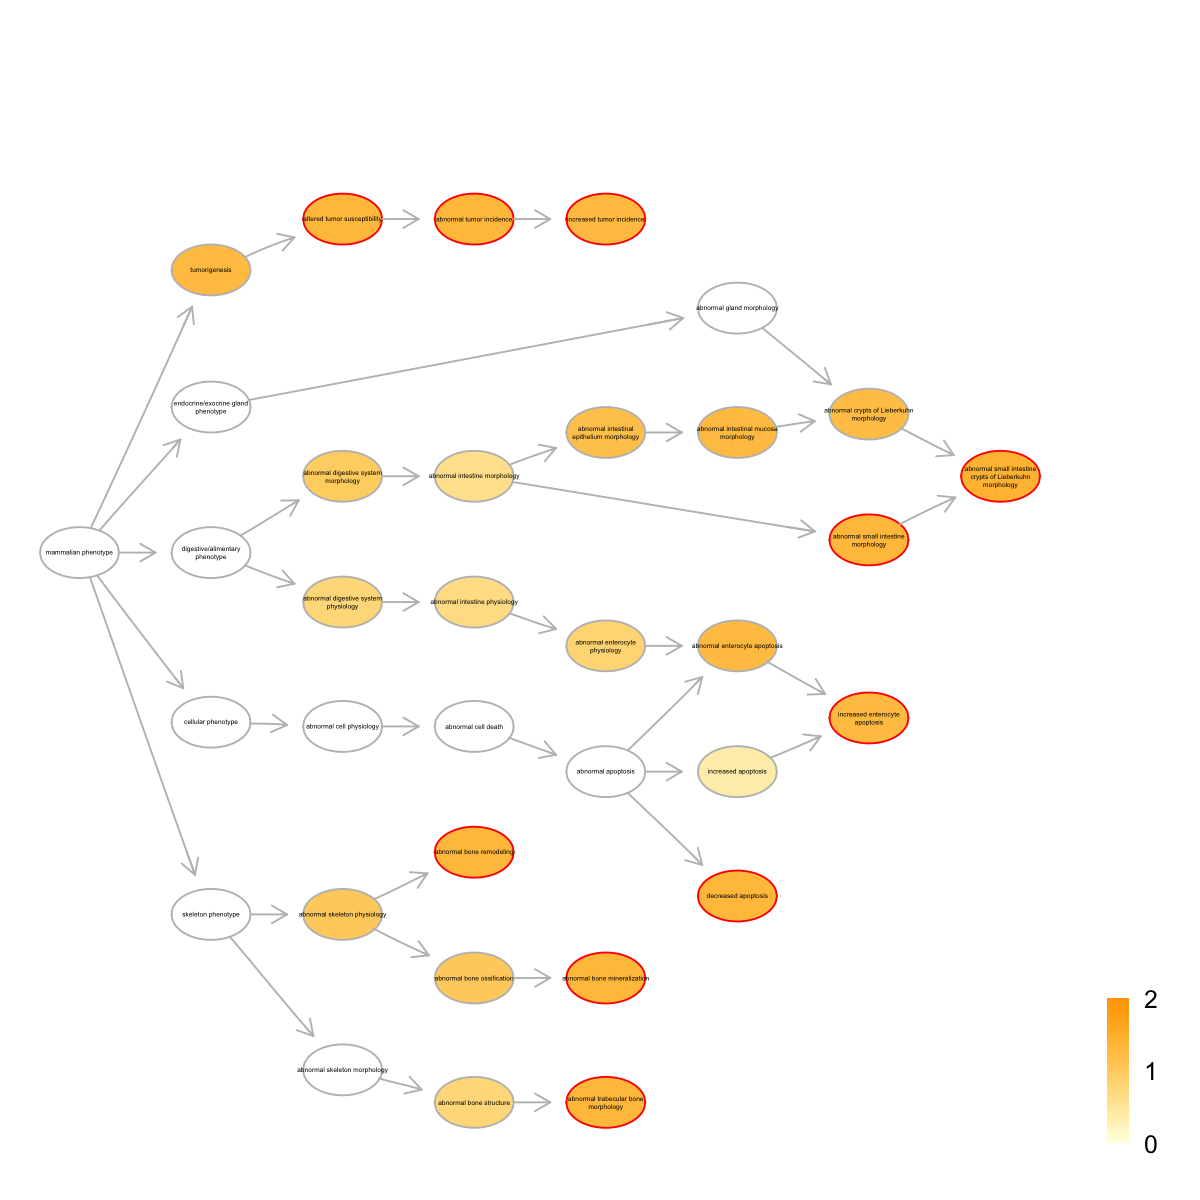 altered tumor susceptibility
abnormal tumor incidence
increased tumor incidence
tumorigenesis
abnormal gland morphology
endocrine/exocrine gland
phenotype
abnormal crypts of Lieberkuhn
morphology
abnormal intestinal
epithelium morphology
abnormal intestinal mucosa
morphology
abnormal digestive system
morphology
abnormal intestine morphology
abnormal small intestine
crypts of Lieberkuhn
morphology
abnormal small intestine
morphology
mammalian phenotype
digestive/alimentary
phenotype
abnormal digestive system
physiology
abnormal intestine physiology
abnormal enterocyte
physiology
abnormal enterocyte apoptosis
increased enterocyte
apoptosis
cellular phenotype
abnormal cell physiology
abnormal cell death
abnormal apoptosis
increased apoptosis
abnormal bone remodeling
decreased apoptosis
skeleton phenotype
abnormal skeleton physiology
abnormal bone ossification
abnormal bone mineralization
abnormal skeleton morphology
abnormal bone structure
abnormal trabecular bone
morphology
2
1
0